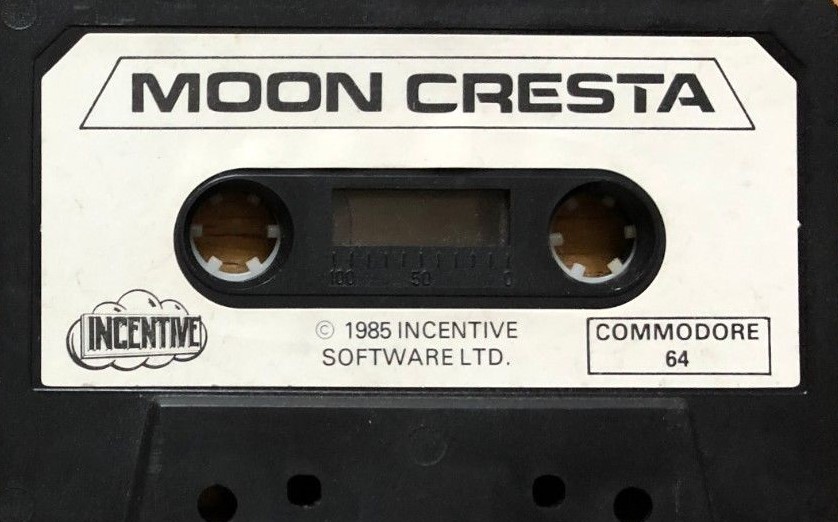 MOON CRESTA
100 50 0
INCENTIVE
© 1985 INCENTIVE
SOFTWARE LTD.
COMMODORE
64